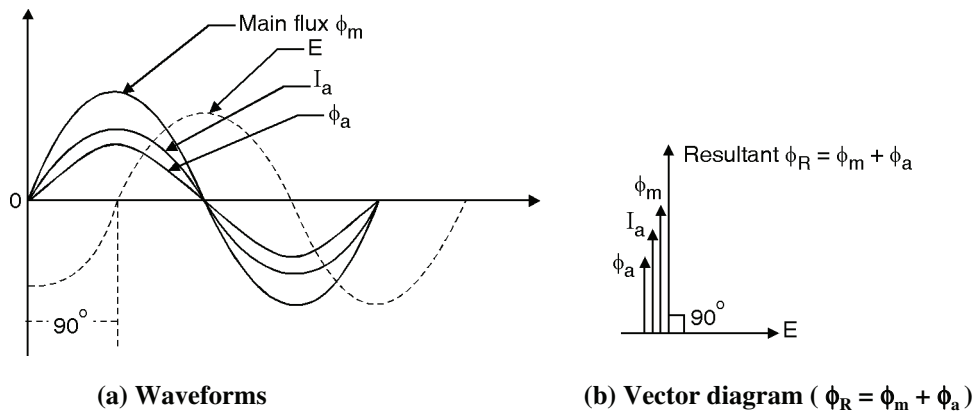 Main flux ϕm
E
Ia
ϕa
0
90°
(a) Waveforms
Resultant ϕR = ϕm + ϕa
ϕm
Ia
ϕa
90°
E
(b) Vector diagram ( ϕR = ϕm + ϕa )